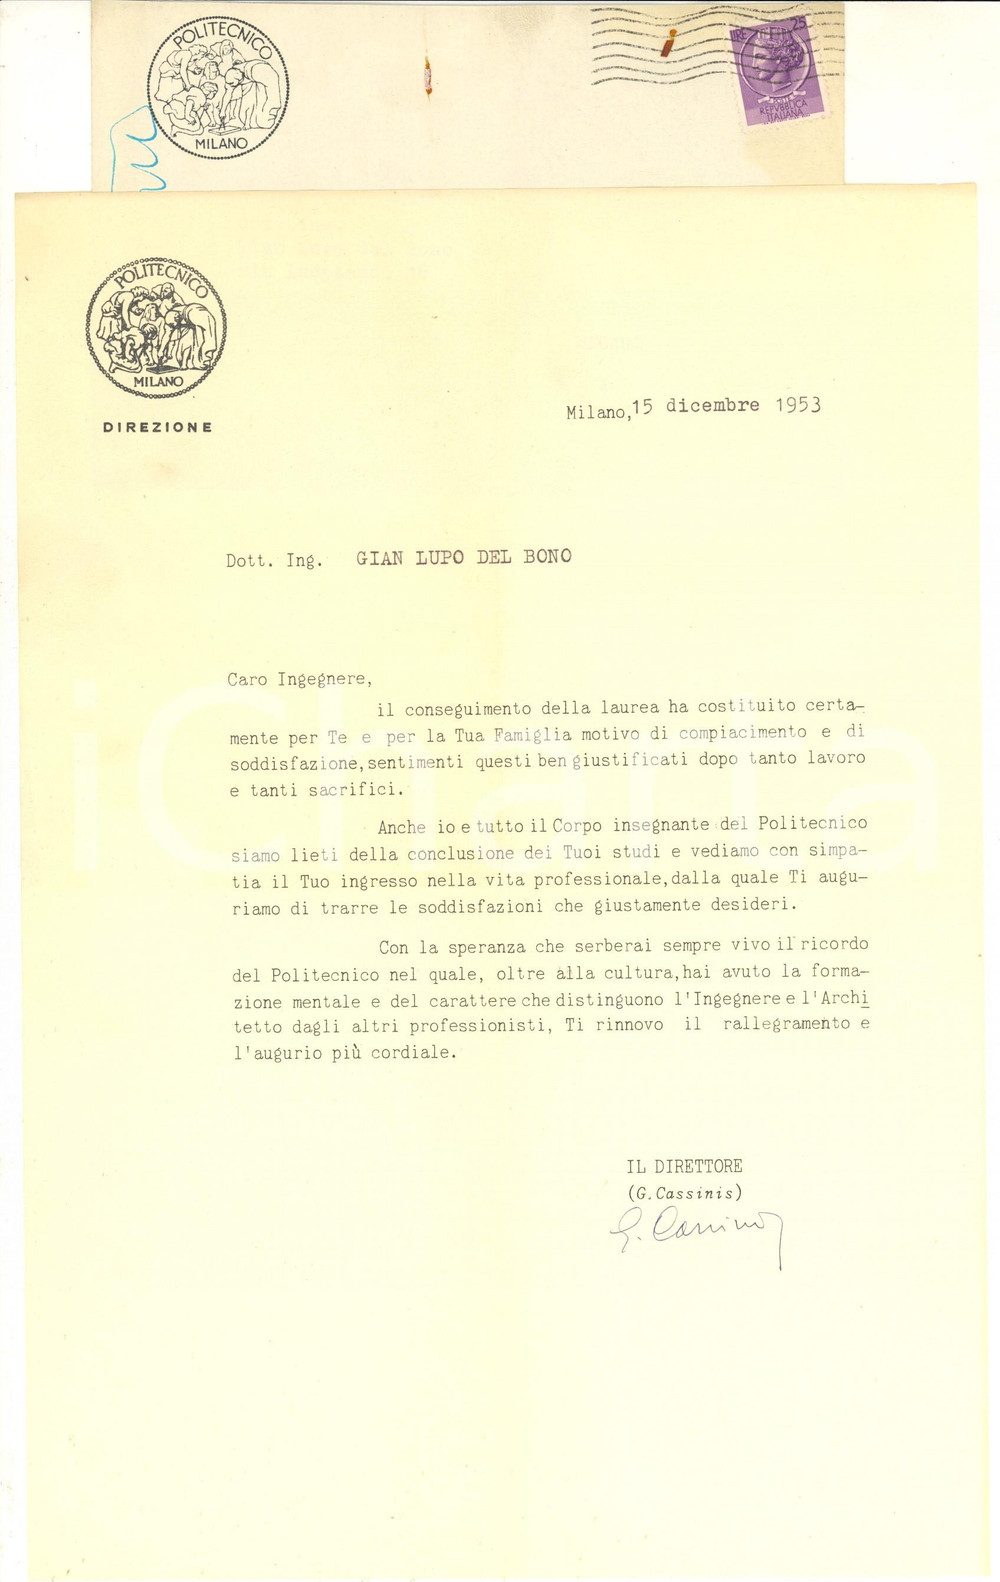 POLITECNICO
MILANO
LIRE 25
REPVBBLICA
ITALIANA
POLITECNICO
MILANO
DIREZIONE
Milano, 15 dicembre 1953
Dott. Ing. GIAN LUPO DEL BONO
Caro Ingegnere,
il conseguimento della laurea ha costituito certa-
mente per Te e per la Tua Famiglia motivo di compiacimento e di
soddisfazione, sentimenti questi ben giustificati dopo tanto lavoro
e tanti sacrifici.
Anche io e tutto il Corpo insegnante del Politecnico
siamo lieti della conclusione dei Tuoi studi e vediamo con simpa-
tia il Tuo ingresso nella vita professionale, dalla quale Ti augu-
riamo di trarre le soddisfazioni che giustamente desideri.
Con la speranza che serberai sempre vivo il ricordo
del Politecnico nel quale, oltre alla cultura, hai avuto la forma-
zione mentale e del carattere che distinguono l'Ingegnere e l'Archi
tetto dagli altri professionisti, Ti rinnovo il rallegramento e
l'augurio più cordiale.
IL DIRETTORE
(G. Cassinis)
G. Cassinis
iCharta